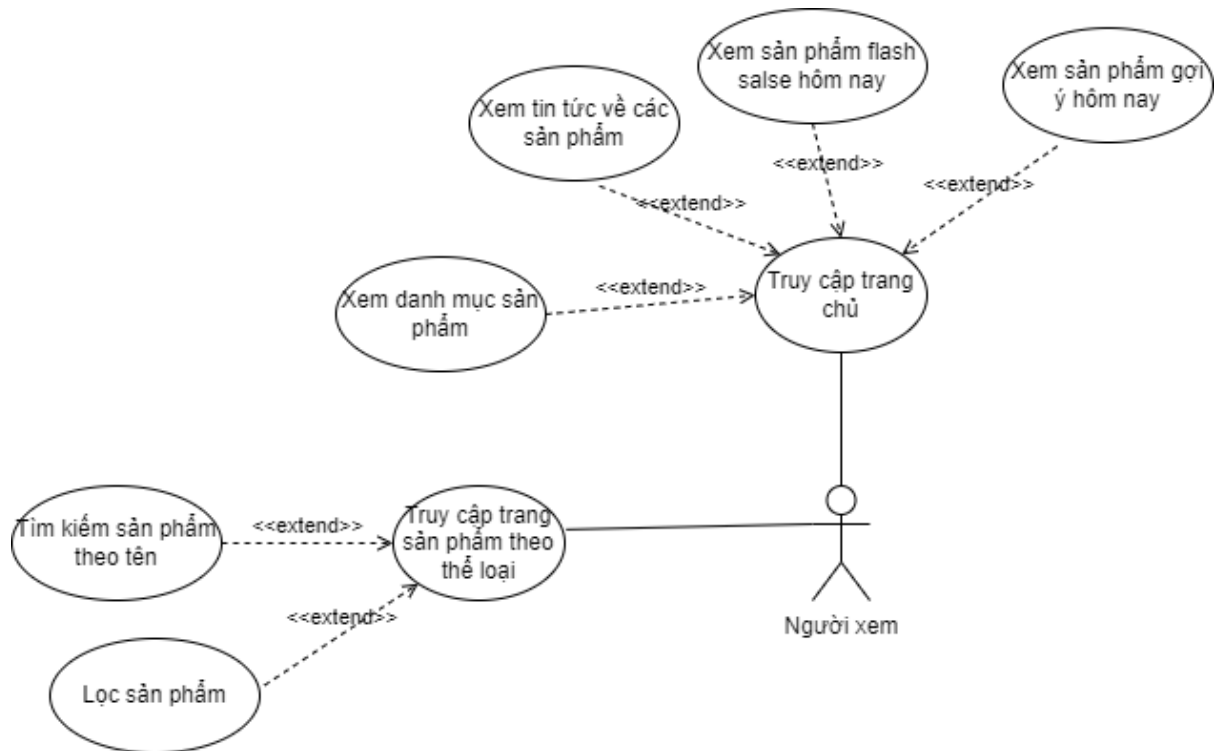 Xem sản phẩm flash
salse hôm nay
Xem sản phẩm gợi
ý hôm nay
Xem tin tức về các
sản phẩm
<<extend>>
<<extend>>
<<extend>>
Truy cập trang
chủ
<<extend>>
Xem danh mục sản
phẩm
Tìm kiếm sản phẩm
theo tên
<<extend>>
Truy cập trang
sản phẩm theo
thể loại
<<extend>>
Người xem
Lọc sản phẩm